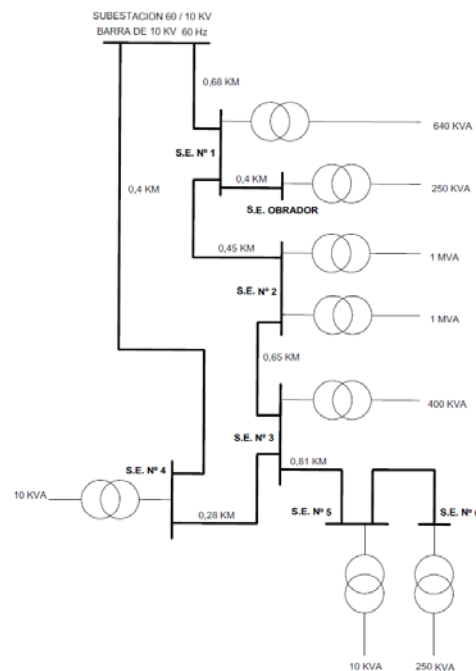 SUBESTACION 60 / 10 KV
BARRA DE 10 KV 60 Hz
0,68 KM
640 KVA
S.E. Nº 1
0,4 KM
250 KVA
S.E. OBRADOR
0,4 KM
0,45 KM
1 MVA
S.E. Nº 2
1 MVA
0,65 KM
400 KVA
S.E. Nº 3
S.E. Nº 4
0,81 KM
10 KVA
0,28 KM
S.E. Nº 5
S.E. Nº
10 KVA
250 KVA